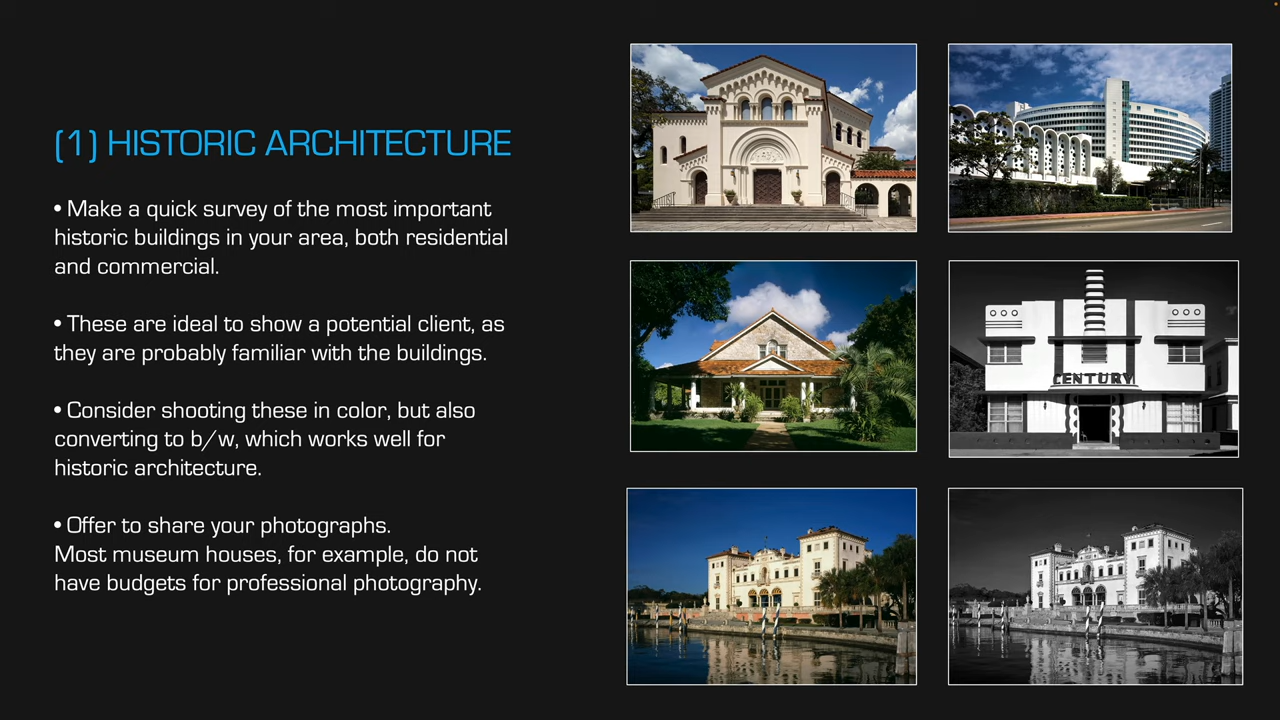 (1) HISTORIC ARCHITECTURE
• Make a quick survey of the most important
historic buildings in your area, both residential
and commercial.
• These are ideal to show a potential client, as
they are probably familiar with the buildings.
• Consider shooting these in color, but also
converting to b/w, which works well for
historic architecture.
• Offer to share your photographs.
Most museum houses, for example, do not
have budgets for professional photography.
CENTURY